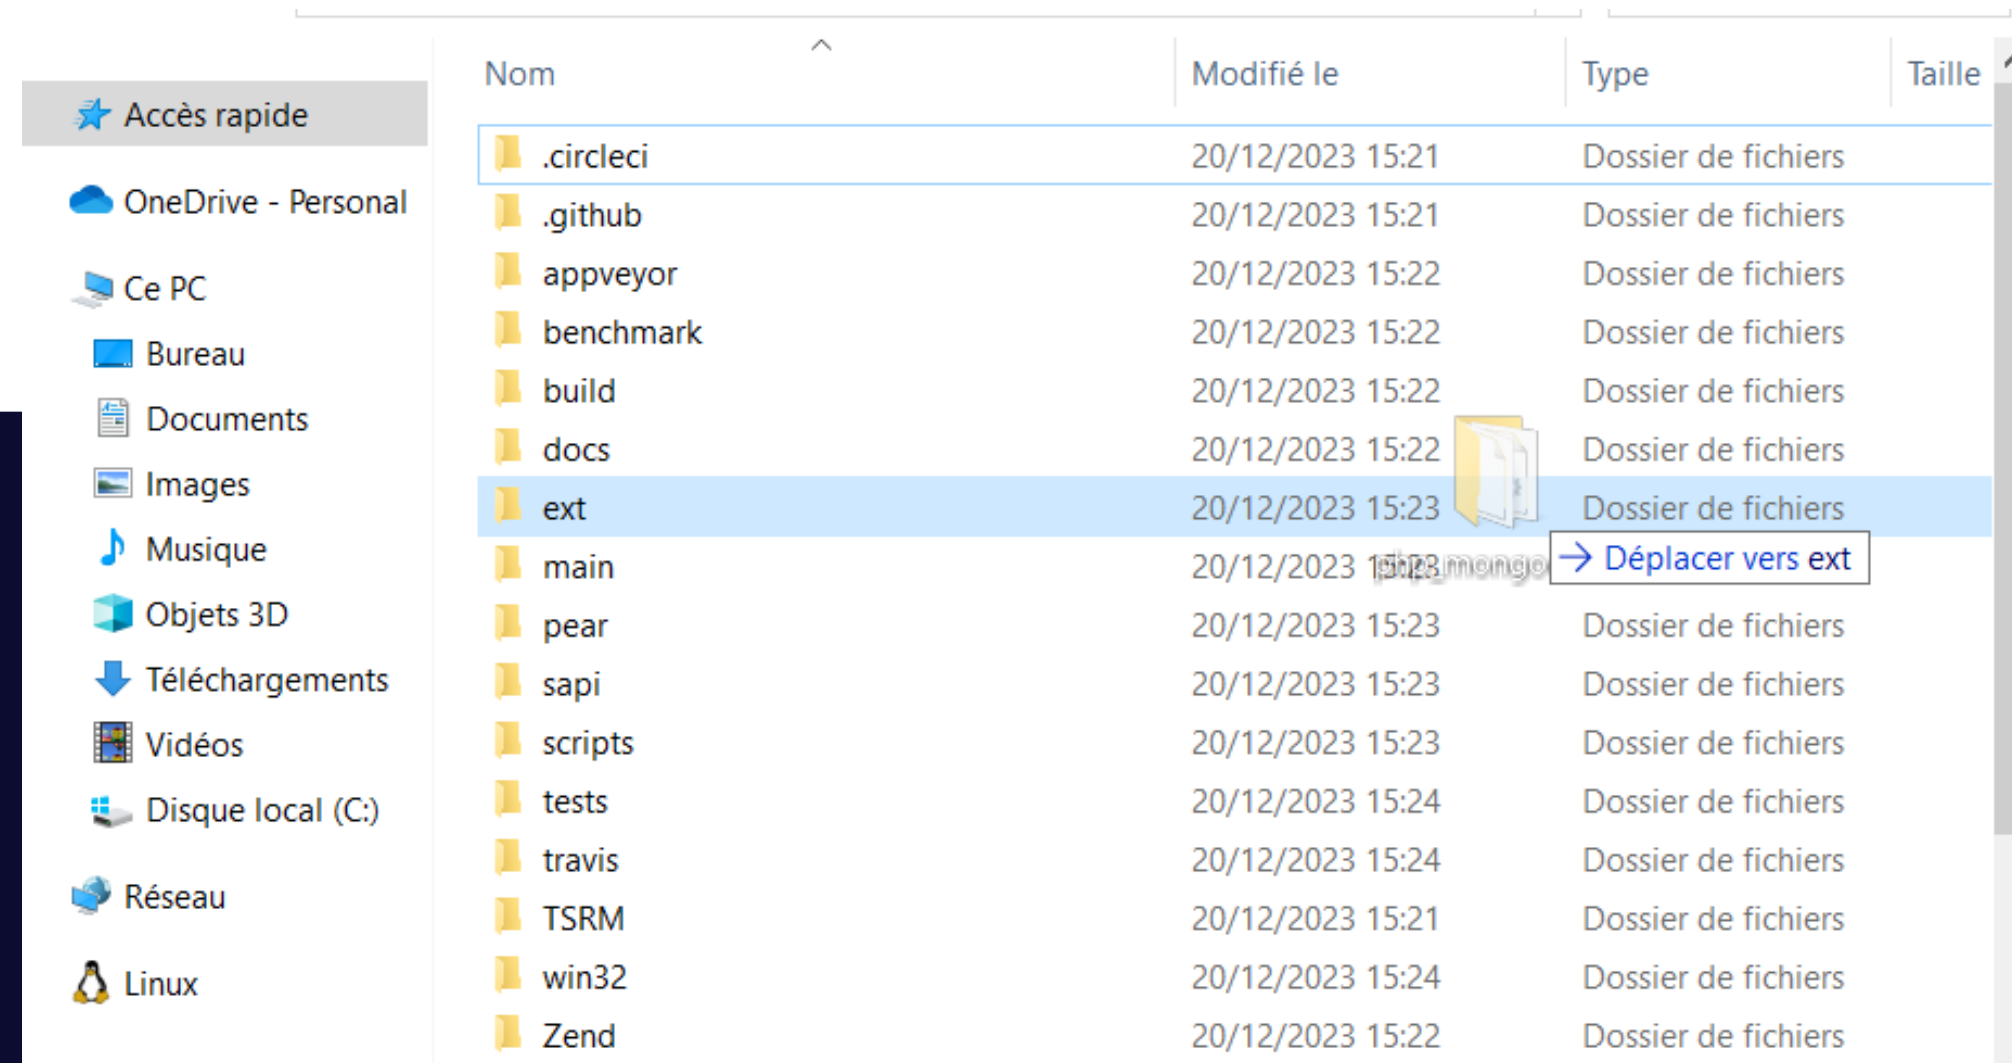 Nom Modifié le Type Taille
Accès rapide
OneDrive - Personal
Ce PC
Bureau
Documents
Images
Musique
Objets 3D
Téléchargements
Vidéos
Disque local (C:)
Réseau
Linux
.circleci 20/12/2023 15:21 Dossier de fichiers
.github 20/12/2023 15:21 Dossier de fichiers
appveyor 20/12/2023 15:22 Dossier de fichiers
benchmark 20/12/2023 15:22 Dossier de fichiers
build 20/12/2023 15:22 Dossier de fichiers
docs 20/12/2023 15:22 Dossier de fichiers
ext 20/12/2023 15:23 Dossier de fichiers
main 20/12/2023
→ Déplacer vers ext
pear 20/12/2023 15:23 Dossier de fichiers
sapi 20/12/2023 15:23 Dossier de fichiers
scripts 20/12/2023 15:23 Dossier de fichiers
tests 20/12/2023 15:24 Dossier de fichiers
travis 20/12/2023 15:24 Dossier de fichiers
TSRM 20/12/2023 15:21 Dossier de fichiers
win32 20/12/2023 15:24 Dossier de fichiers
Zend 20/12/2023 15:22 Dossier de fichiers